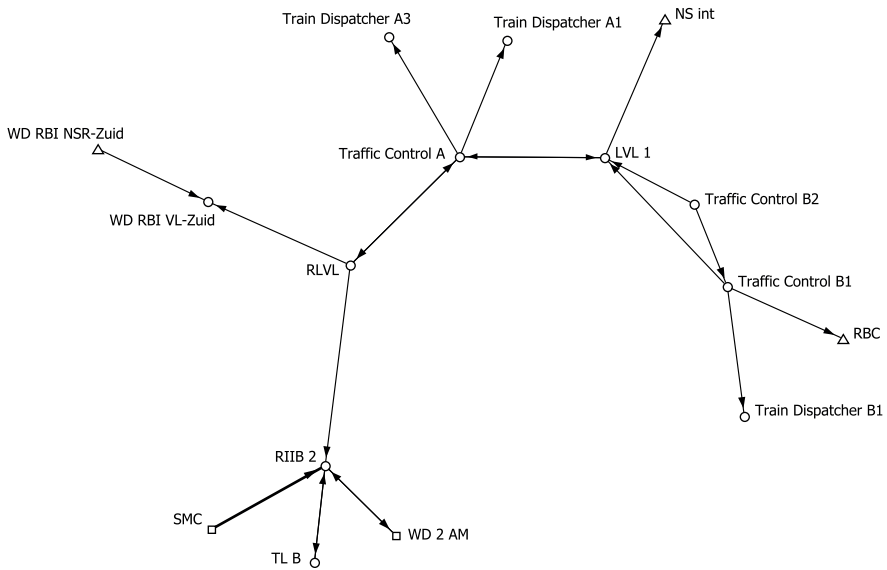 NS int
Train Dispatcher A3
Train Dispatcher A1
WD RBI NSR-Zuid
Traffic Control A
LVL 1
Traffic Control B2
WD RBI VL-Zuid
RLVL
Traffic Control B1
RBC
Train Dispatcher B1
RIIB 2
SMC
WD 2 AM
TL B